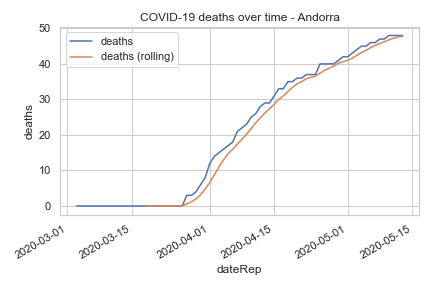 COVID-19 deaths over time - Andorra
deaths
deaths (rolling)
50
40
30
20
10
0
deaths
2020-03-01
2020-03-15
2020-04-01
2020-04-15
2020-05-01
2020-05-15
dateRep